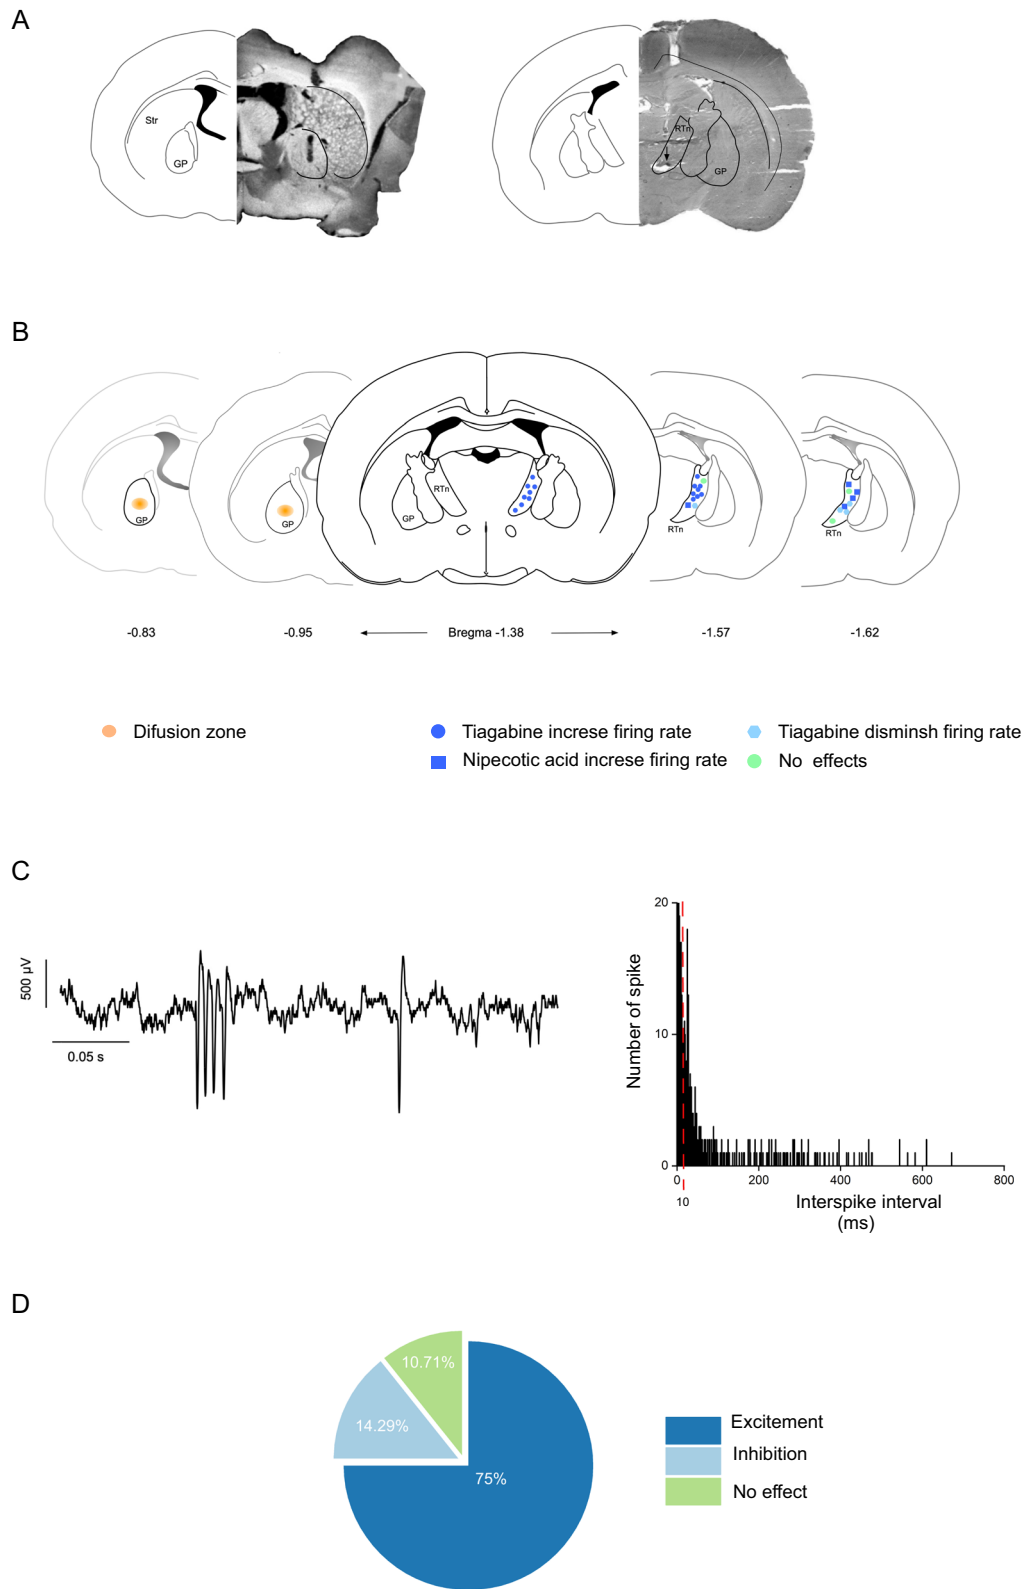 A
Str
GP
RTn
GP
B
GP
GP
GP
RTn
RTn
RTn
-0.83
-0.95
Bregma -1.38
-1.57
-1.62
Difusion zone
Tiagabine increse firing rate
Tiagabine disminsh firing rate
Nipecotic acid increse firing rate
No effects
C
500 µV
0.05 s
Number of spike
20
10
0
0
200
400
600
800
10
Interspike interval
(ms)
D
10.71%
14.29%
75%
Excitement
Inhibition
No effect